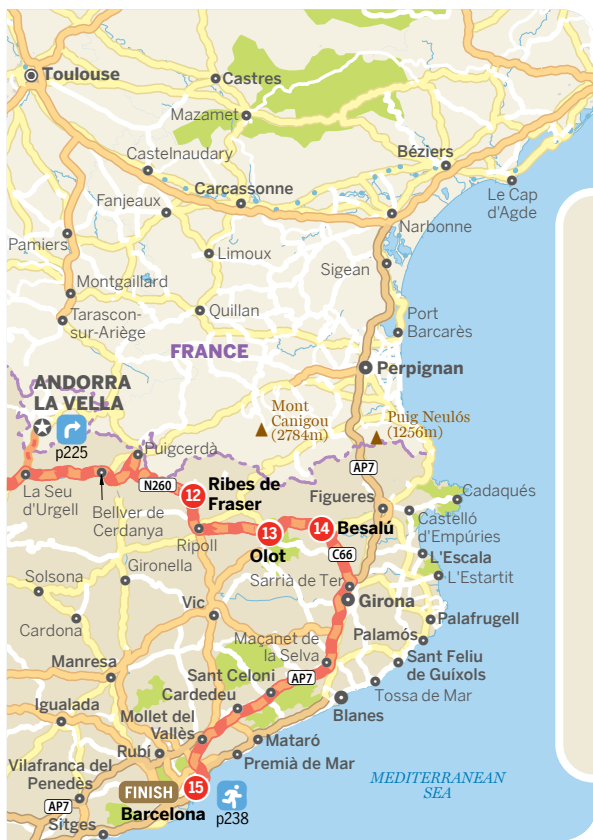 Toulouse
Castres
Mazamet
Castelnaudary
Béziers
Carcassonne
Fanjeaux
Le Cap
d'Agde
Narbonne
Pamiers
Limoux
Sigean
Montgaillard
Quillan
Tarascon-
sur-Ariège
Port
Barcarès
FRANCE
Perpignan
ANDORRA
LA VELLA
p225
Mont
Canigou
(2784m)
Puig Neulós
(1256m)
Puigcerdà
AP7
La Seu
d'Urgell
N260
12
Ribes de
Fraser
Bellver de
Cerdanya
Figueres
Cadaqués
Castelló
d'Empúries
Ripoll
13
Olot
14
Besalú
C66
L'Escala
L'Estartit
Gironella
Solsona
Sarrià de Ter
Girona
Vic
Cardona
Palafrugell
Palamós
Maçanet de
la Selva
Manresa
Sant Celoni
AP7
Sant Feliu
de Guíxols
Cardedeu
Tossa de Mar
Igualada
Mollet del
Vallès
Blanes
Rubí
Mataró
Premià de Mar
Vilafranca del
Penedès
MEDITERRANEAN
SEA
FINISH
15
Barcelona
p238
AP7
Sitges